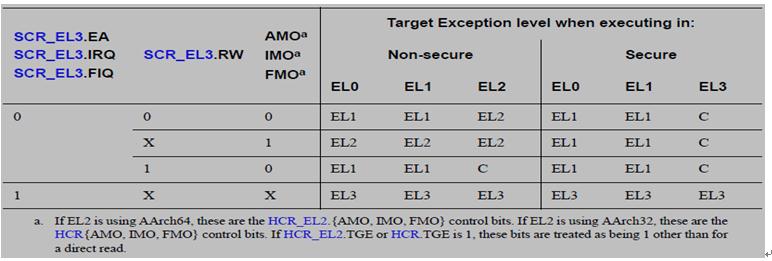 Target Exception level when executing in:
SCR_EL3.EA
SCR_EL3.IRQ
SCR_EL3.FIQ
SCR_EL3.RW
AMOa
IMOa
FMOa
Non-secure Secure
EL0 EL1 EL2 EL0 EL1 EL3
0 0 0 EL1 EL1 EL2 EL1 EL1 C
X 1 EL2 EL2 EL2 EL1 EL1 C
1 0 EL1 EL1 C EL1 EL1 C
1 X X EL3 EL3 EL3 EL3 EL3 EL3
a. If EL2 is using AArch64, these are the HCR_EL2.{AMO, IMO, FMO} control bits. If EL2 is using AArch32, these are the
HCR{AMO, IMO, FMO} control bits. If HCR_EL2.TGE or HCR.TGE is 1, these bits are treated as being 1 other than for
a direct read.